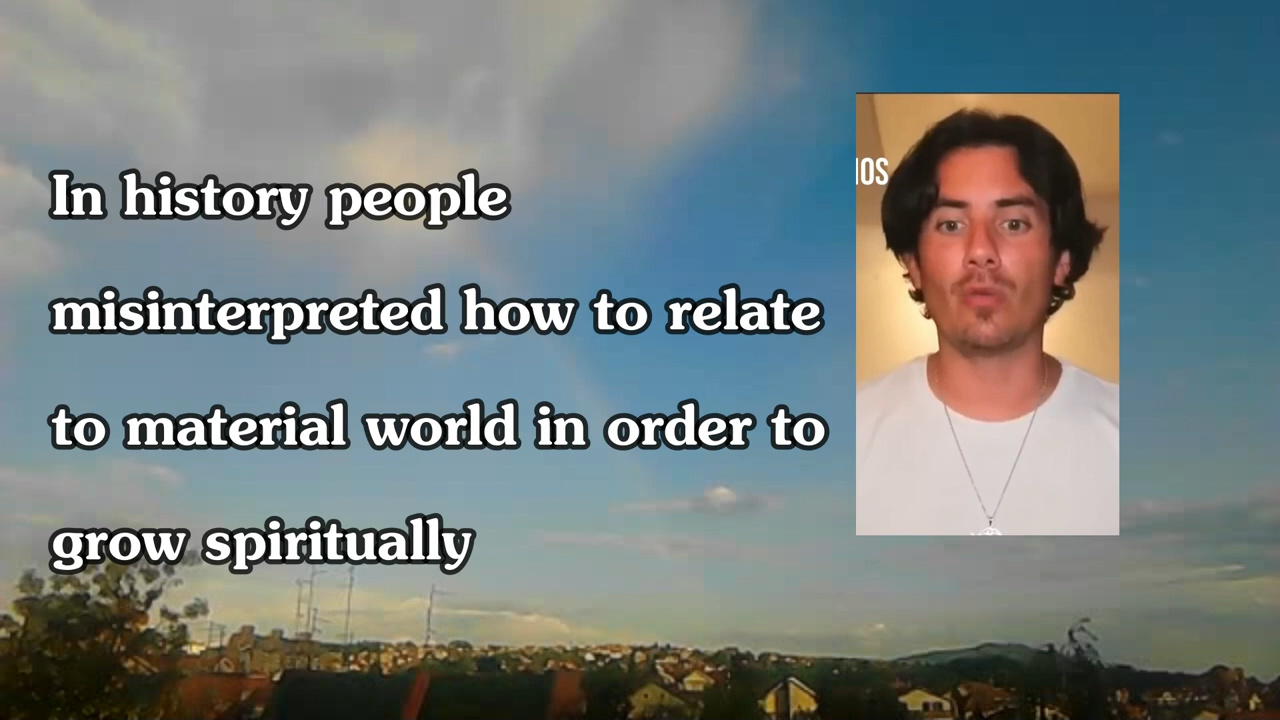 In history people
misinterpreted how to relate
to material world in order to
grow spiritually